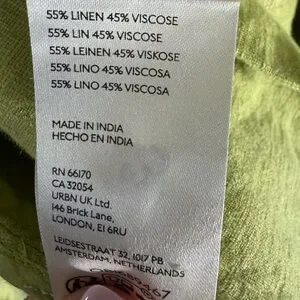 55% LINEN 45% VISCOSE
55% LIN 45% VISCOSE
55% LEINEN 45% VISKOSE
55% LINO 45% VISCOSA
55% LINO 45% VISCOSA
MADE IN INDIA
HECHO EN INDIA
RN 66170
CA 32054
URBN UK Ltd.
146 Brick Lane,
LONDON, E1 6RU
LEIDSESTRAAT 32, 1017 PB
AMSTERDAM, NETHERLANDS